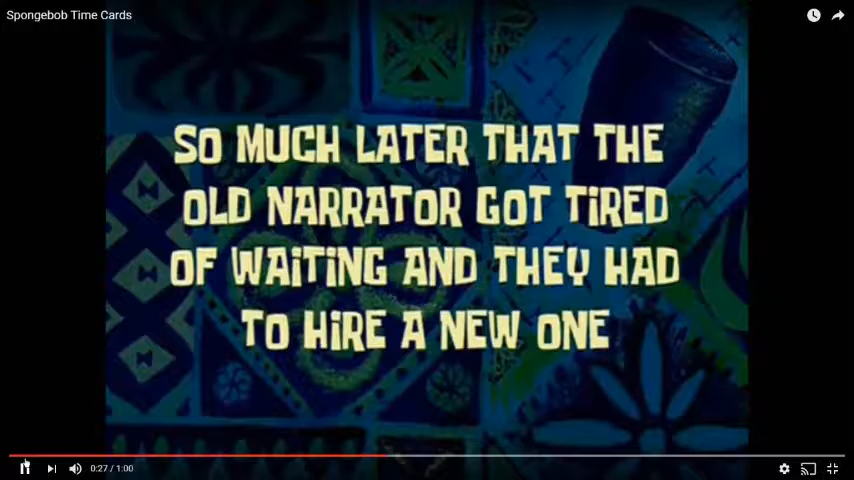 Spongebob Time Cards
SO MUCH LATER THAT THE
OLD NARRATOR GOT TIRED
OF WAITING AND THEY HAD
TO HIRE A NEW ONE
0:27 / 1:00